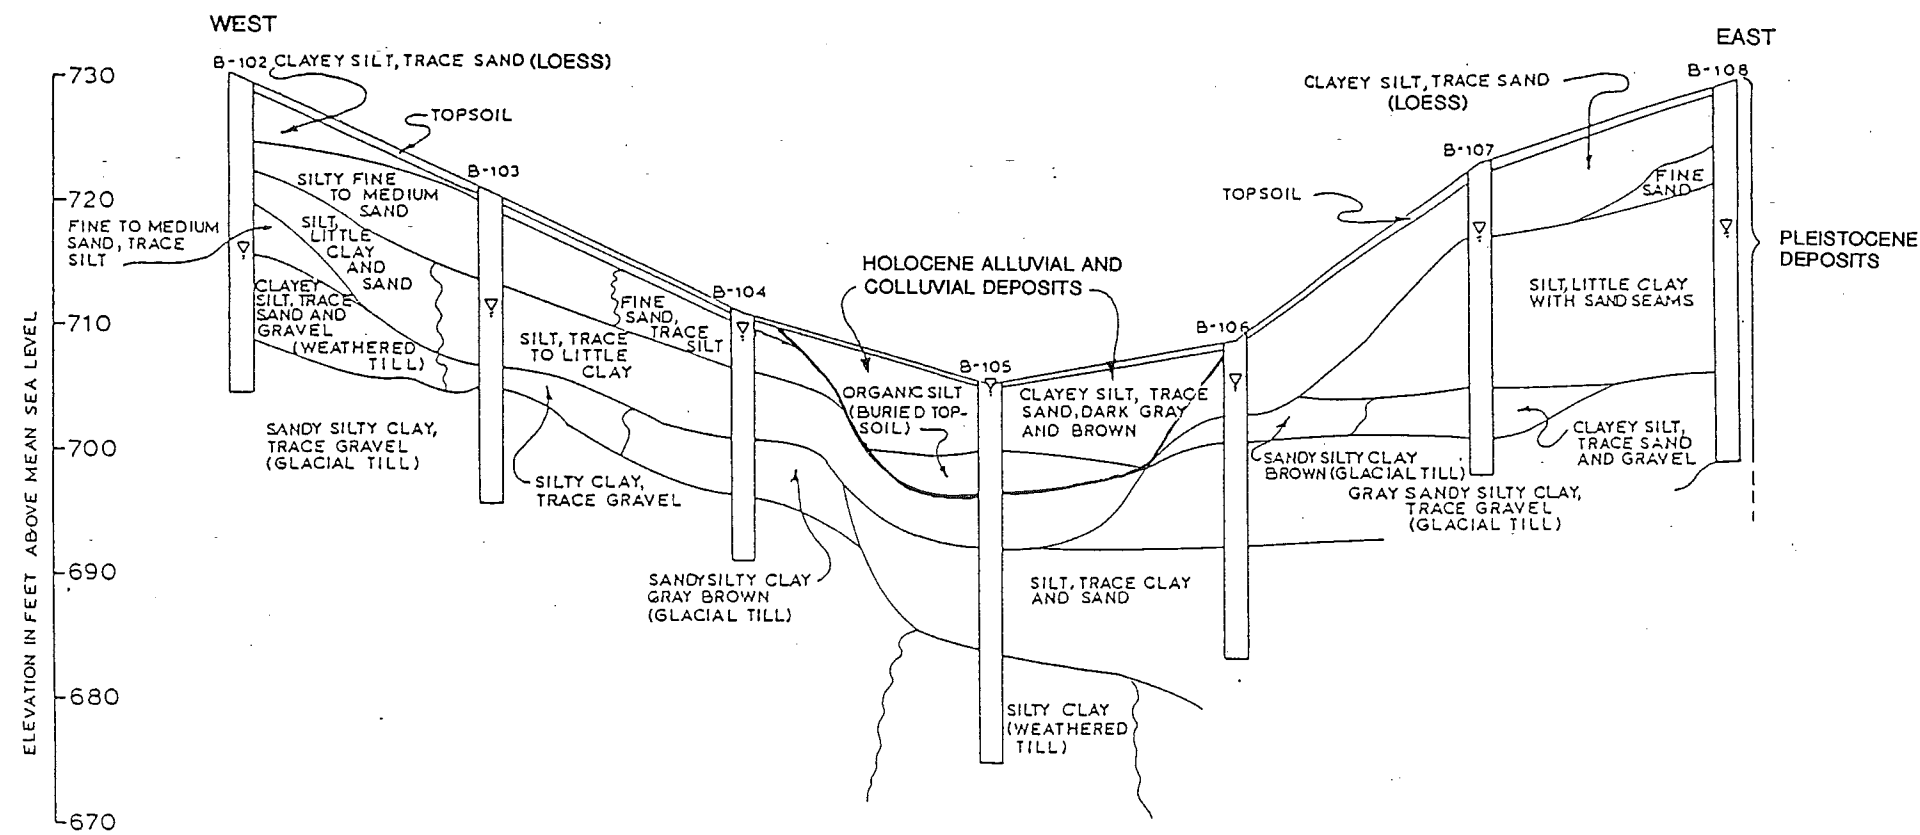 WEST
EAST
B-102
CLAYEY SILT, TRACE SAND (LOESS)
TOPSOIL
B-103
B-104
B-105
B-106
B-107
B-108
CLAYEY SILT, TRACE SAND
(LOESS)
TOPSOIL
730
720
710
700
690
680
670
ELEVATION IN FEET ABOVE MEAN SEA LEVEL
SILTY FINE
TO MEDIUM
SAND
FINE TO MEDIUM
SAND, TRACE
SILT
SILT,
LITTLE
CLAY
AND
SAND
CLAYEY
SILT, TRACE
SAND AND
GRAVEL
(WEATHERED
TILL)
SANDY SILTY CLAY,
TRACE GRAVEL
(GLACIAL TILL)
SILT, TRACE
TO LITTLE
CLAY
FINE
SAND,
TRACE
SILT
SILTY CLAY,
TRACE GRAVEL
SANDY SILTY CLAY
GRAY BROWN
(GLACIAL TILL)
HOLOCENE ALLUVIAL AND
COLLUVIAL DEPOSITS
ORGANIC SILT
(BURIED TOP-
SOIL)
CLAYEY SILT, TRACE
SAND, DARK GRAY
AND BROWN
SILT, TRACE CLAY
AND SAND
SILTY CLAY
(WEATHERED
TILL)
SANDY SILTY CLAY
BROWN (GLACIAL TILL)
GRAY SANDY SILTY CLAY,
TRACE GRAVEL
(GLACIAL TILL)
CLAYEY SILT,
TRACE SAND
AND GRAVEL
FINE
SAND
SILT, LITTLE CLAY
WITH SAND SEAMS
PLEISTOCENE
DEPOSITS